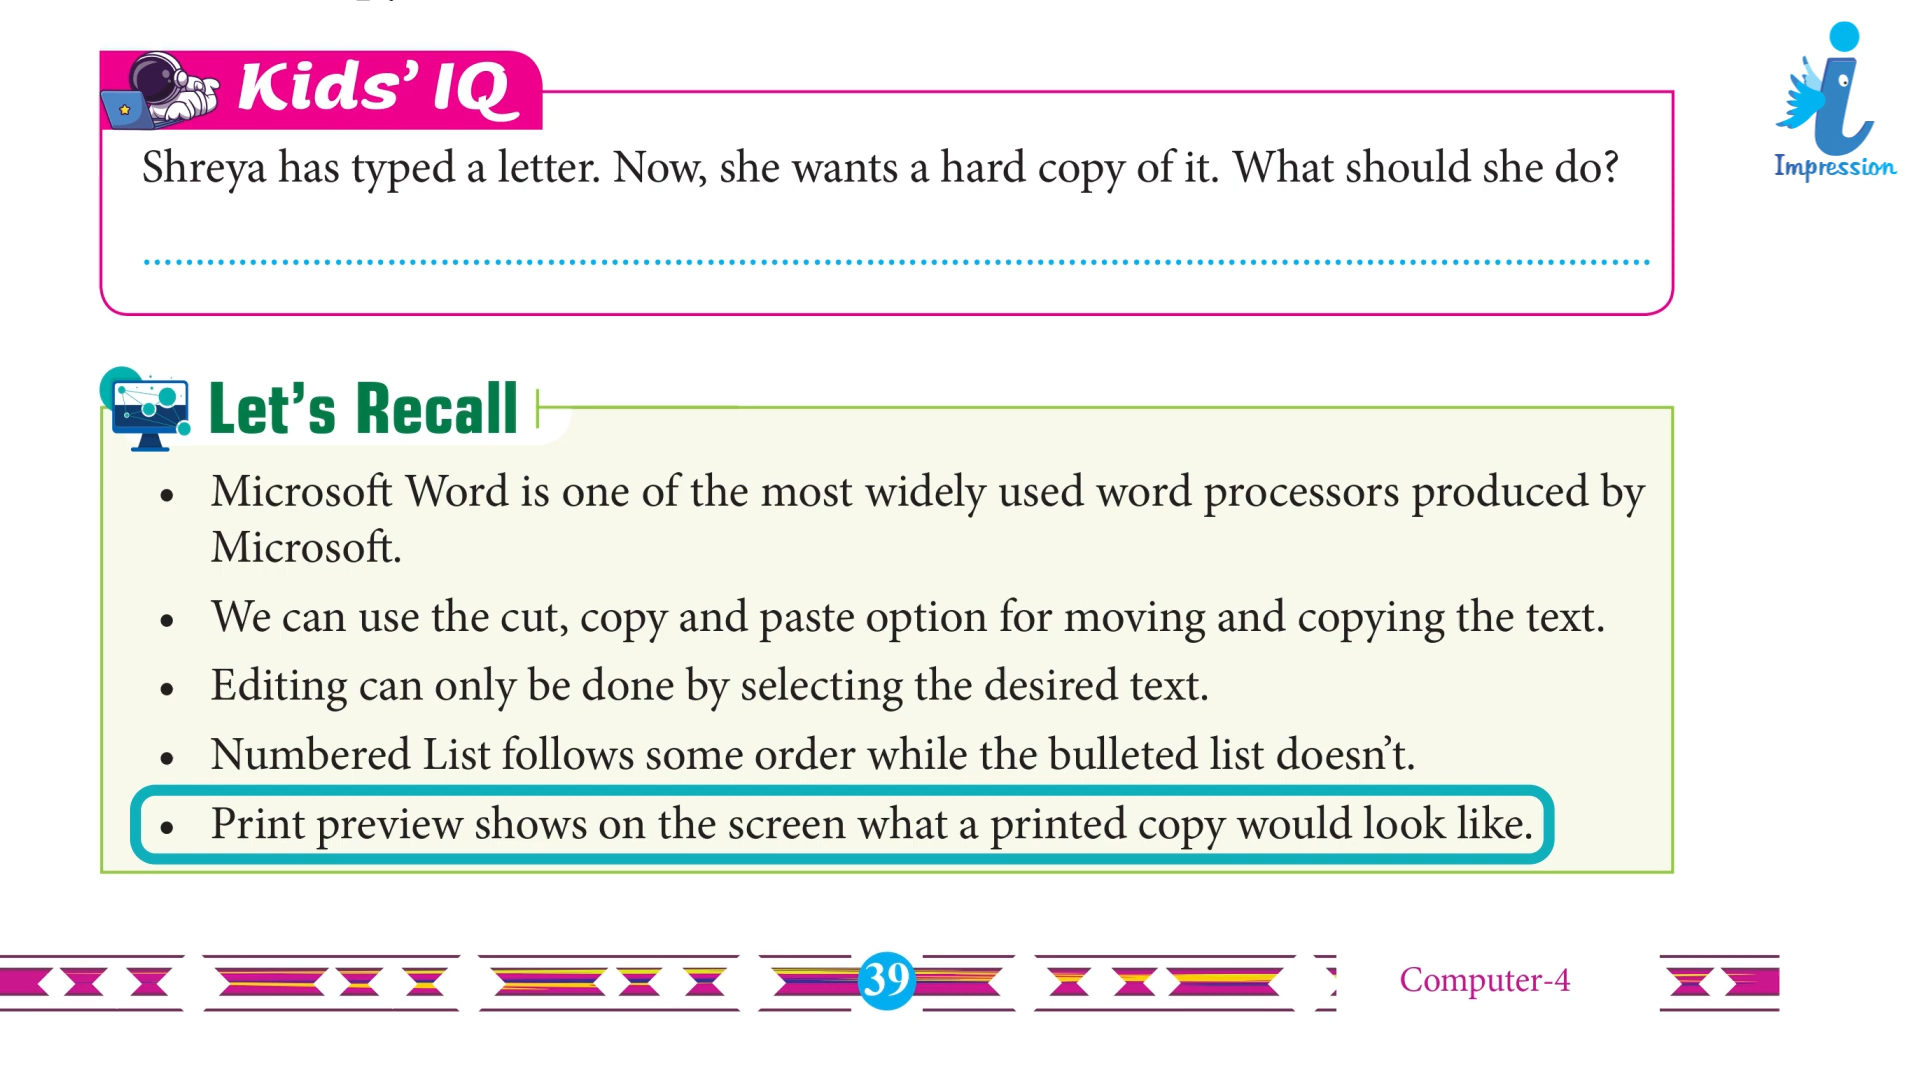 Kids' IQ
Impression
Shreya has typed a letter. Now, she wants a hard copy of it. What should she do?
Let's Recall
• Microsoft Word is one of the most widely used word processors produced by
Microsoft.
• We can use the cut, copy and paste option for moving and copying the text.
• Editing can only be done by selecting the desired text.
• Numbered List follows some order while the bulleted list doesn't.
• Print preview shows on the screen what a printed copy would look like.
39
Computer-4